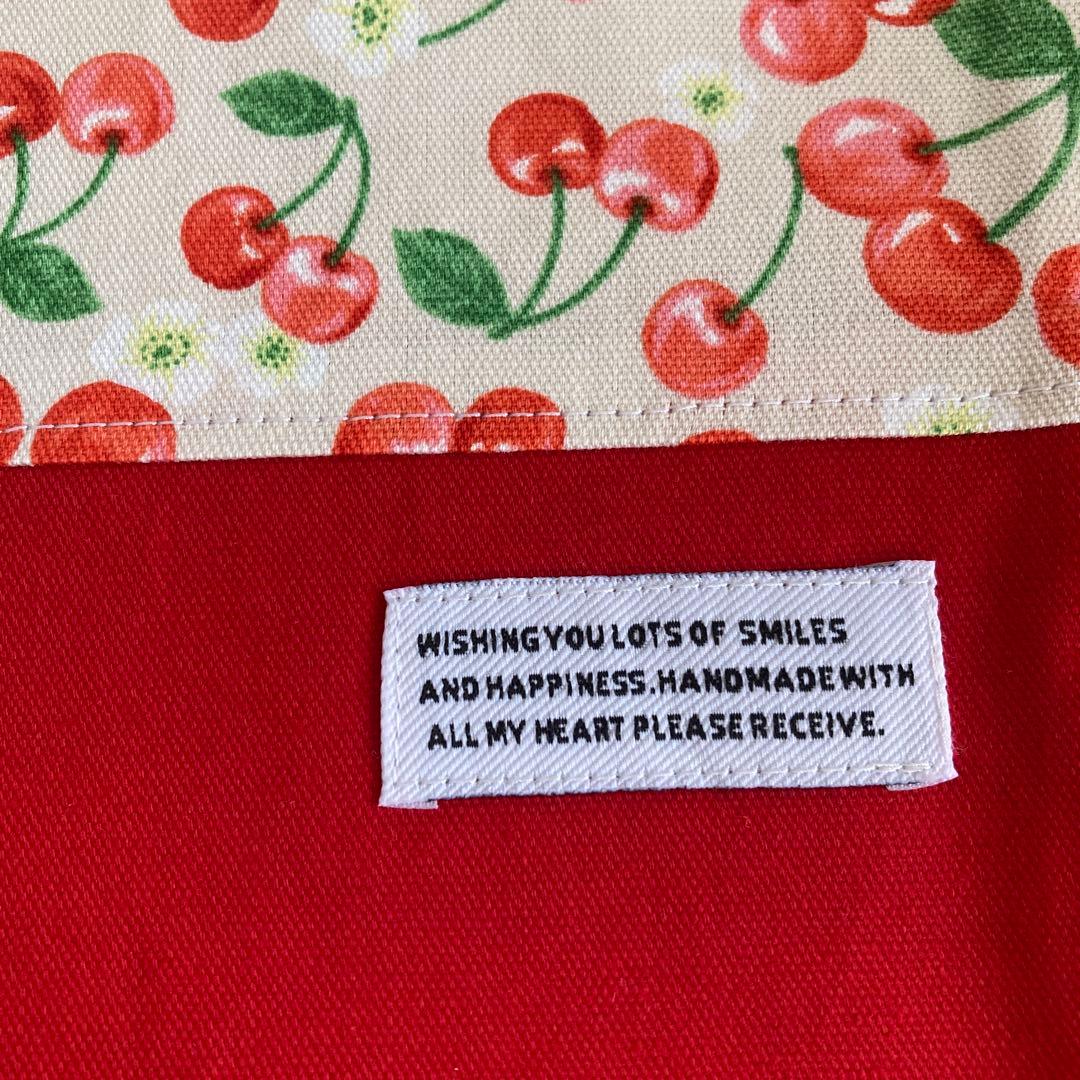 WISHING YOU LOTS OF SMILES
AND HAPPINESS.HANDMADE WITH
ALL MY HEART PLEASE RECEIVE.